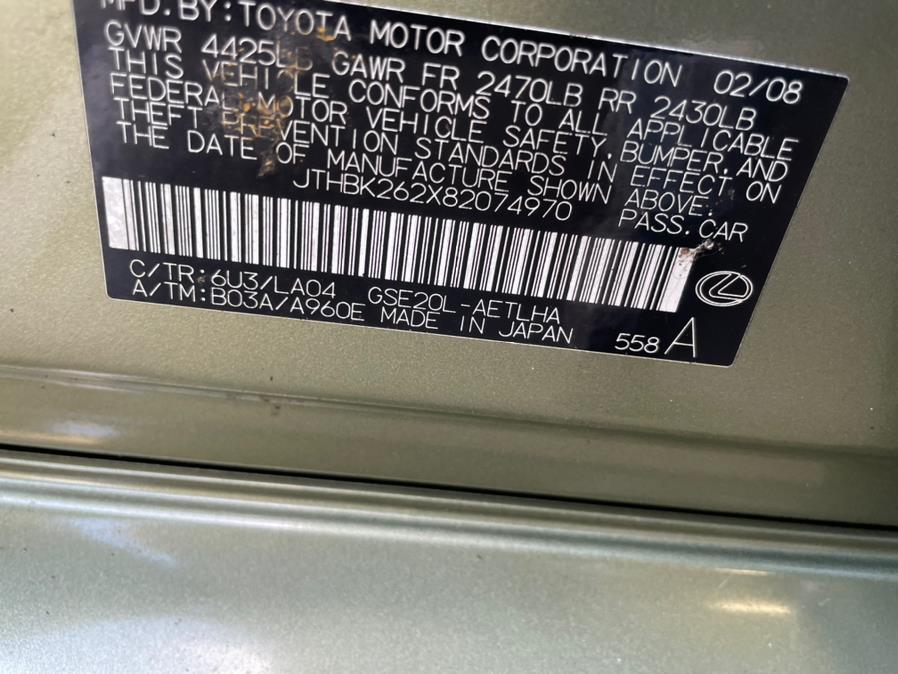 MFD. BY: TOYOTA MOTOR CORPORATION 02/08
GVWR 4425LB GAWR FR 2470LB RR 2430LB
THIS VEHICLE CONFORMS TO ALL APPLICABLE
FEDERAL MOTOR VEHICLE SAFETY, BUMPER, AND
THEFT PREVENTION STANDARDS IN EFFECT ON
THE DATE OF MANUFACTURE SHOWN ABOVE.
JTHBK262X82074970 PASS. CAR
C/TR: 6U3/LA04 GSE20L-AETLHA
A/TM: B03A/A960E MADE IN JAPAN 558 A